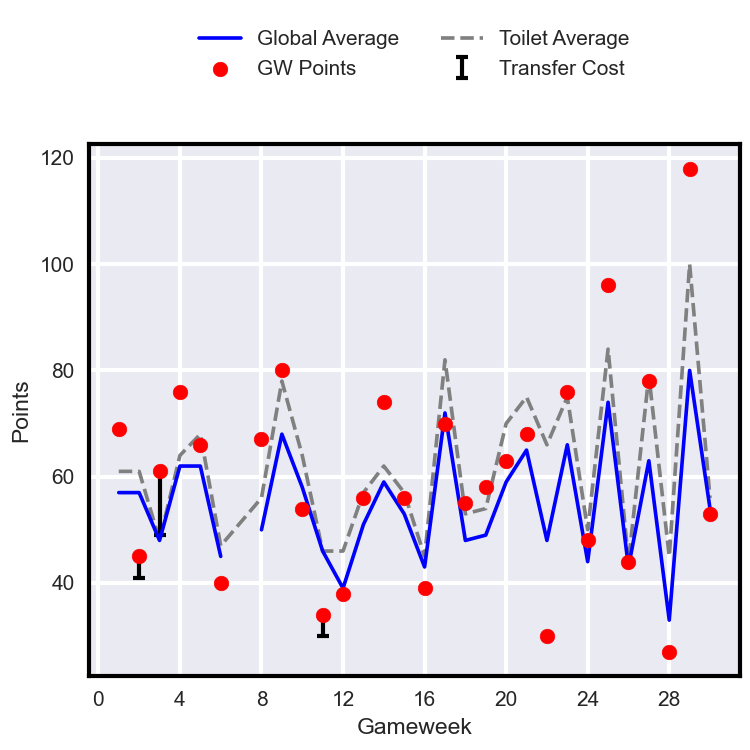 Global Average
GW Points
Toilet Average
Transfer Cost
120
100
80
60
40
Points
0 4 8 12 16 20 24 28
Gameweek